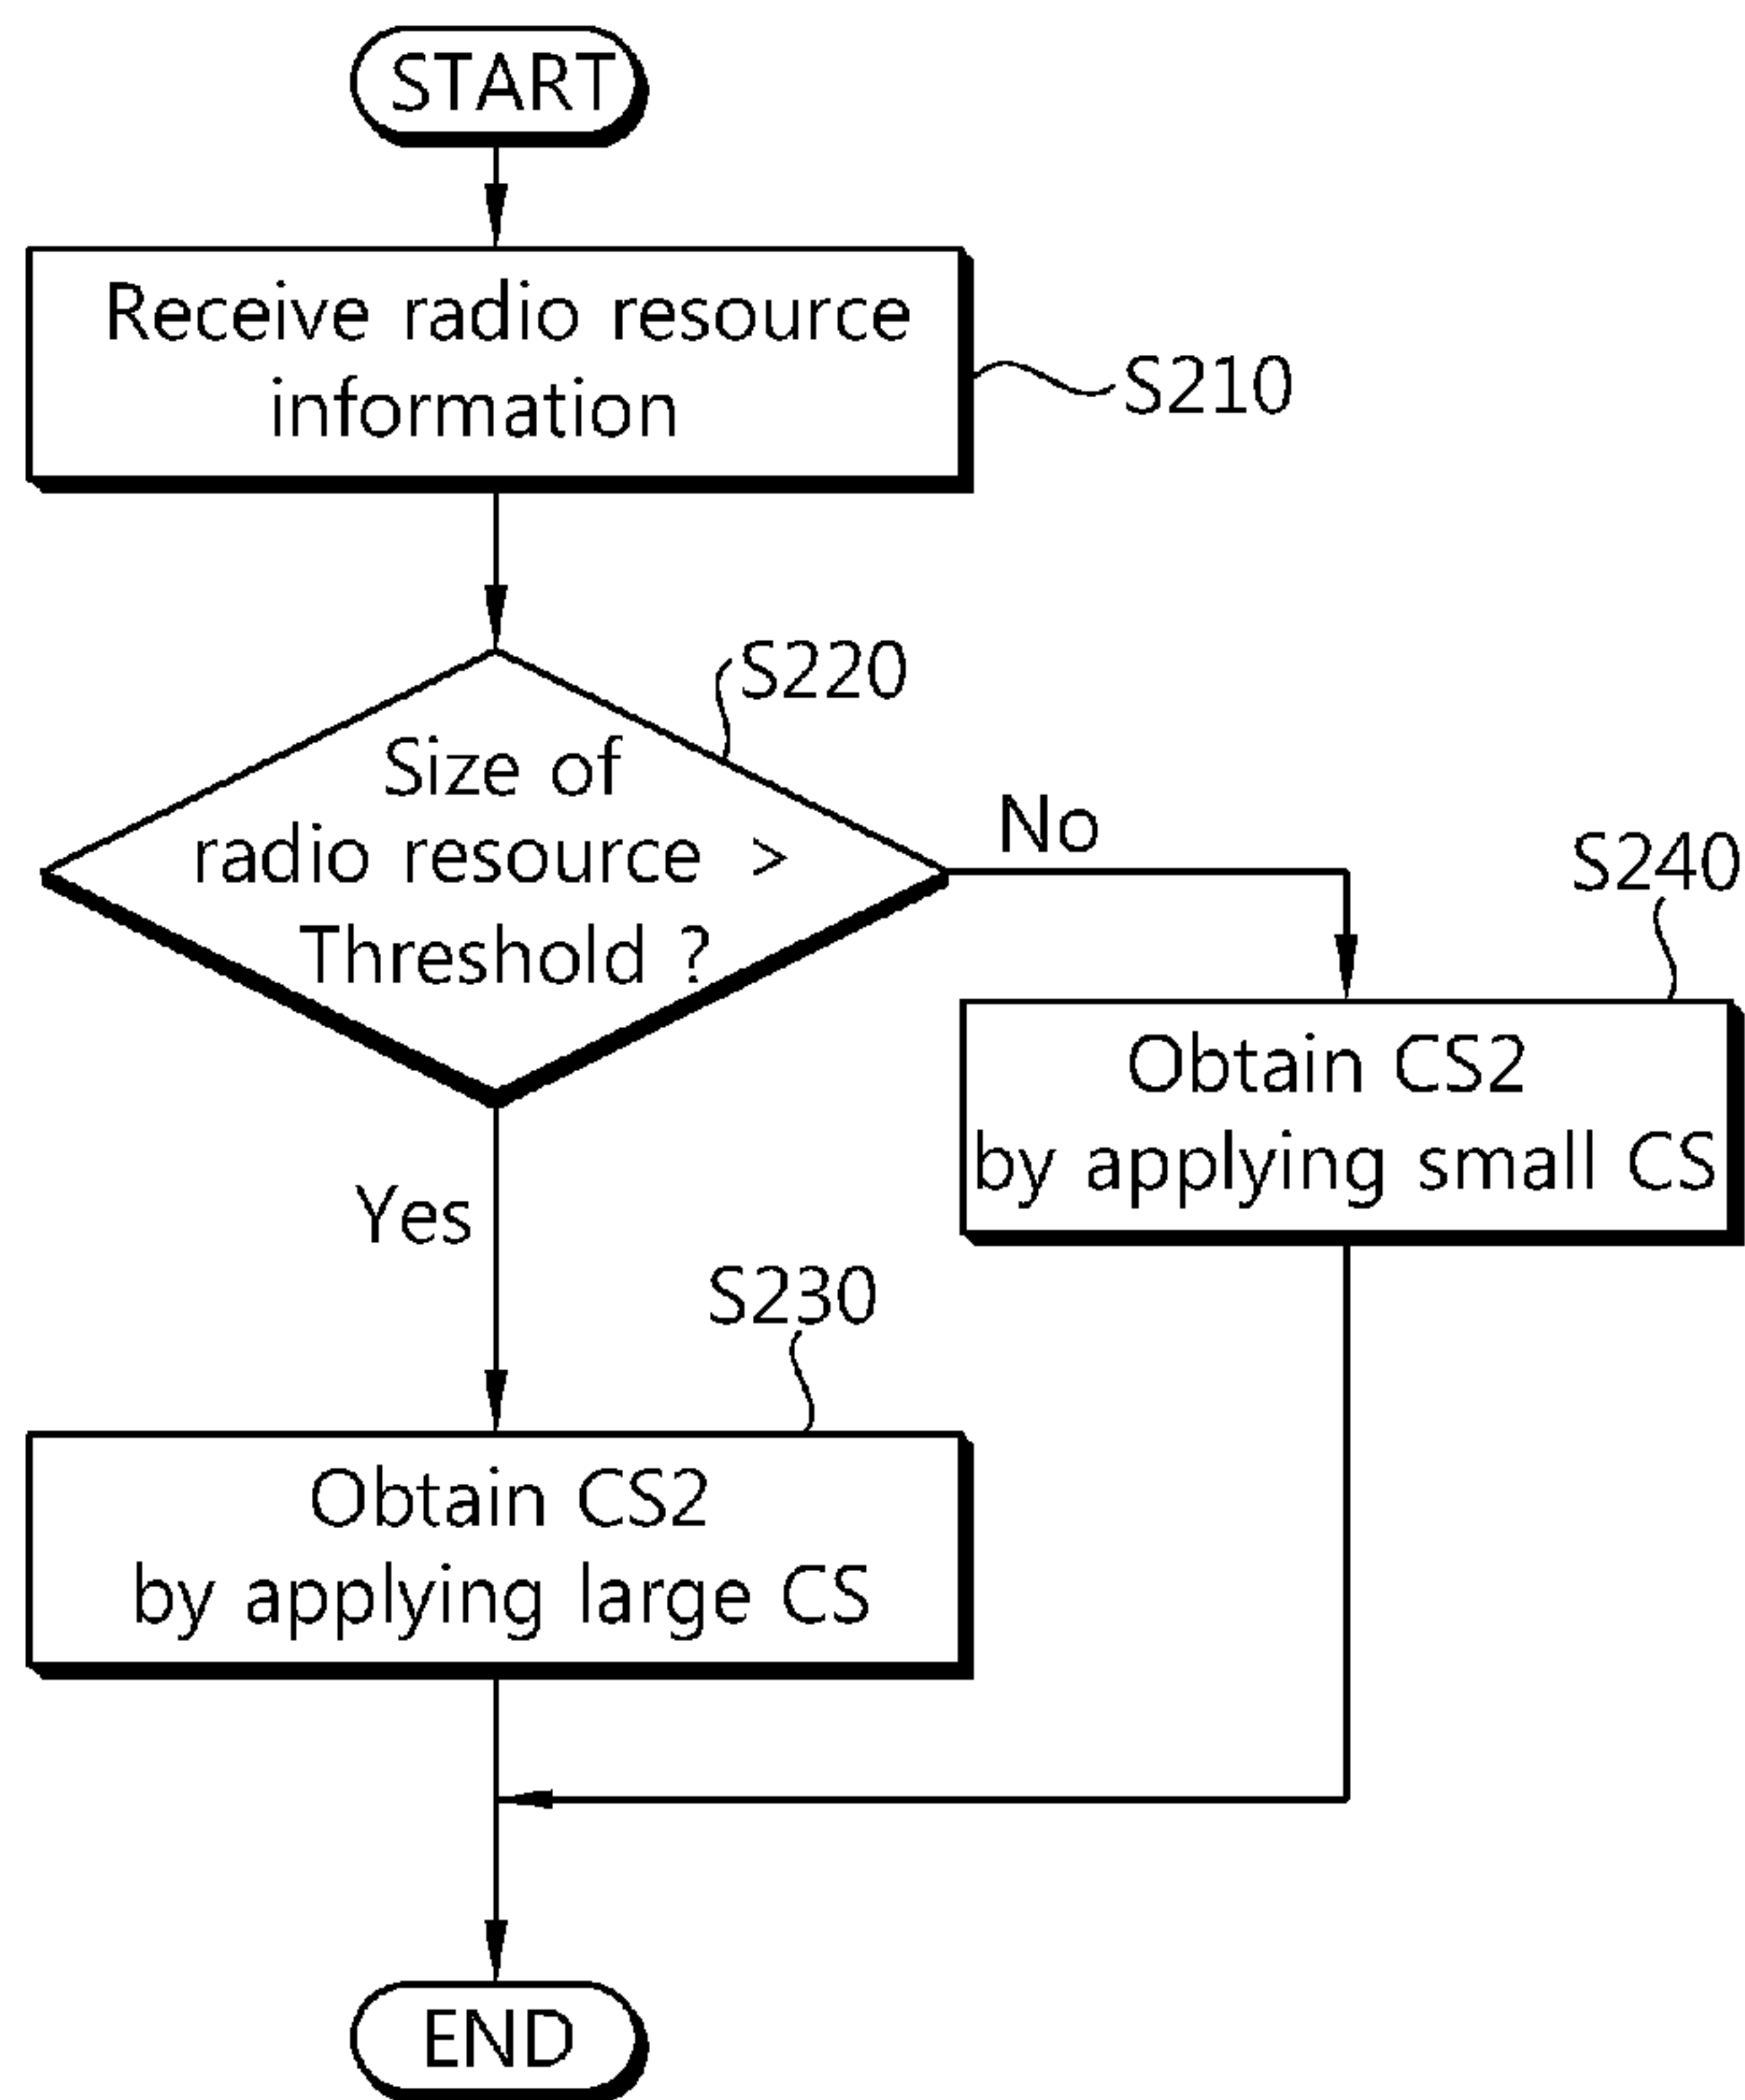 START
Receive radio resource
information
S210
S220
Size of
radio resource >
Threshold ?
No
S240
Obtain CS2
by applying small CS
Yes
S230
Obtain CS2
by applying large CS
END